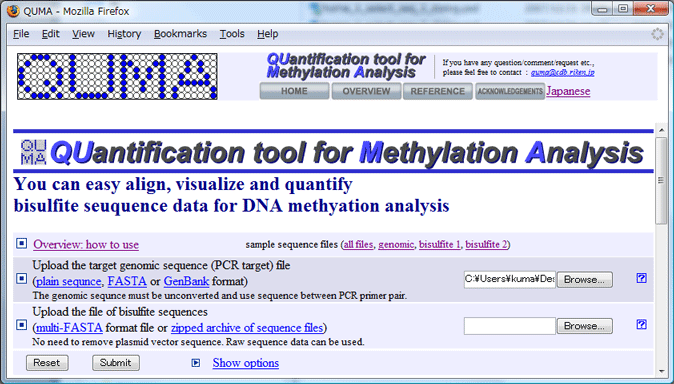 QUMA - Mozilla Firefox
File Edit View History Bookmarks Tools Help
QUMA
QUantification tool for
Methylation Analysis
If you have any question/comment/request etc.,
please feel free to contact : quma@cdb.riken.jp
HOME OVERVIEW REFERENCE ACKNOWLEDGEMENTS Japanese
QUMA QUantification tool for Methylation Analysis
You can easy align, visualize and quantify
bisulfite seuquence data for DNA methyation analysis
Overview: how to use sample sequence files (all files, genomic, bisulfite 1, bisulfite 2)
Upload the target genomic sequence (PCR target) file
(plain sequnce, FASTA or GenBank format) C:¥Users¥kuma¥De: Browse... ?
The genomic sequnce must be unconverted and use sequence between PCR primer pair.
Upload the file of bisulfite sequences
(multi-FASTA format file or zipped archive of sequence files) Browse... ?
No need to remove plasmid vector sequence. Raw sequence data can be used.
Reset Submit Show options